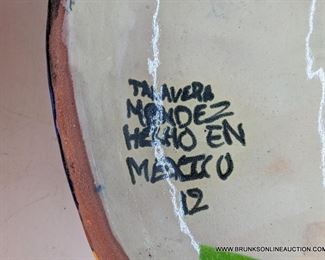 TALAVERA
MENDEZ
HECHO EN
MEXICO
12
WWW.BRUNKSONLINEAUCTION.COM